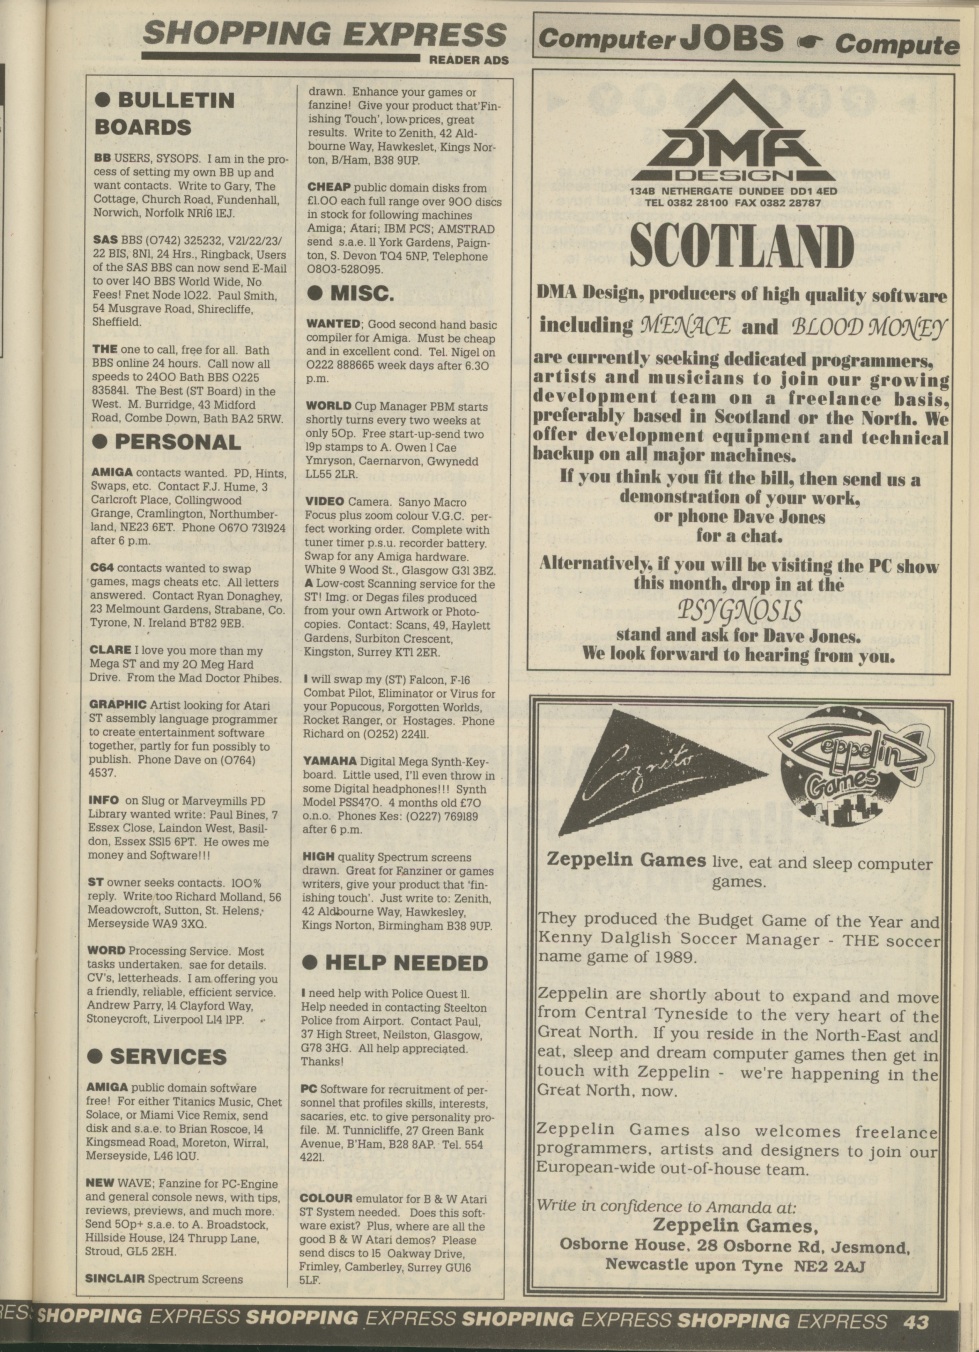 SHOPPING EXPRESS
READER ADS
● BULLETIN
BOARDS
BB USERS, SYSOPS. I am in the pro-
cess of setting my own BB up and
want contacts. Write to Gary, The
Cottage, Church Road, Fundenhall,
Norwich, Norfolk NR16 1EJ.
SAS BBS (0742) 325232, V21/22/23/
22 BIS, 8N1, 24 Hrs., Ringback, Users
of the SAS BBS can now send E-Mail
to over 140 BBS World Wide, No
Fees! Fnet Node 1022. Paul Smith,
54 Musgrave Road, Shirecliffe,
Sheffield.
THE one to call, free for all. Bath
BBS online 24 hours. Call now all
speeds to 2400 Bath BBS 0225
835841. The Best (ST Board) in the
West. M. Burridge, 43 Midford
Road, Combe Down, Bath BA2 5RW.
● PERSONAL
AMIGA contacts wanted. PD, Hints,
Swaps, etc. Contact F.J. Hume, 3
Carlcroft Place, Collingwood
Grange, Cramlington, Northumber-
land, NE23 6ET. Phone 0670 731924
after 6 p.m.
C64 contacts wanted to swap
games, mags cheats etc. All letters
answered. Contact Ryan Donaghey,
23 Melmount Gardens, Strabane, Co.
Tyrone, N. Ireland BT82 9EB.
CLARE I love you more than my
Mega ST and my 20 Meg Hard
Drive. From the Mad Doctor Phibes.
GRAPHIC Artist looking for Atari
ST assembly language programmer
to create entertainment software
together, partly for fun possibly to
publish. Phone Dave on (0764)
4537.
INFO on Slug or Marveymills PD
Library wanted write: Paul Bines, 7
Essex Close, Laindon West, Basil-
don, Essex SS15 6PT. He owes me
money and Software!!!
ST owner seeks contacts. 100%
reply. Write too Richard Molland, 56
Meadowcroft, Sutton, St. Helens,
Merseyside WA9 3XQ.
WORD Processing Service. Most
tasks undertaken. sae for details.
CV's, letterheads. I am offering you
a friendly, reliable, efficient service.
Andrew Parry, 14 Clayford Way,
Stoneycroft, Liverpool L14 1PP.
● SERVICES
AMIGA public domain software
free! For either Titanics Music, Chet
Solace, or Miami Vice Remix, send
disk and s.a.e. to Brian Roscoe, 14
Kingsmead Road, Moreton, Wirral,
Merseyside, L46 1QU.
NEW WAVE; Fanzine for PC-Engine
and general console news, with tips,
reviews, previews, and much more.
Send 50p+ s.a.e. to A. Broadstock,
Hillside House, 124 Thrupp Lane,
Stroud, GL5 2EH.
SINCLAIR Spectrum Screens
drawn. Enhance your games or
fanzine! Give your product that'Fin-
ishing Touch', low-prices, great
results. Write to Zenith, 42 Ald-
bourne Way, Hawkeslet, Kings Nor-
ton, B/Ham, B38 9UP.
CHEAP public domain disks from
£1.00 each full range over 900 discs
in stock for following machines
Amiga; Atari; IBM PCS; AMSTRAD
send s.a.e. 11 York Gardens, Paign-
ton, S. Devon TQ4 5NP, Telephone
0803-528095.
● MISC.
WANTED; Good second hand basic
compiler for Amiga. Must be cheap
and in excellent cond. Tel. Nigel on
0222 888665 week days after 6.30
p.m.
WORLD Cup Manager PBM starts
shortly turns every two weeks at
only 50p. Free start-up-send two
19p stamps to A. Owen 1 Cae
Ymryson, Caernarvon, Gwynedd
LL55 2LR.
VIDEO Camera. Sanyo Macro
Focus plus zoom colour V.G.C. per-
fect working order. Complete with
tuner timer p.s.u. recorder battery.
Swap for any Amiga hardware.
White 9 Wood St., Glasgow G31 3BZ.
A Low-cost Scanning service for the
ST! Img. or Degas files produced
from your own Artwork or Photo-
copies. Contact: Scans, 49, Haylett
Gardens, Surbiton Crescent,
Kingston, Surrey KT1 2ER.
I will swap my (ST) Falcon, F-16
Combat Pilot, Eliminator or Virus for
your Popucous, Forgotten Worlds,
Rocket Ranger, or Hostages. Phone
Richard on (0252) 22411.
YAMAHA Digital Mega Synth-Key-
board. Little used, I'll even throw in
some Digital headphones!!! Synth
Model PSS470. 4 months old £70
o.n.o. Phones Kes: (0227) 769189
after 6 p.m.
HIGH quality Spectrum screens
drawn. Great for Fanziner or games
writers, give your product that 'fin-
ishing touch'. Just write to: Zenith,
42 Aldbourne Way, Hawkesley,
Kings Norton, Birmingham B38 9UP.
● HELP NEEDED
I need help with Police Quest 11.
Help needed in contacting Steelton
Police from Airport. Contact Paul,
37 High Street, Neilston, Glasgow,
G78 3HG. All help appreciated.
Thanks!
PC Software for recruitment of per-
sonnel that profiles skills, interests,
sacaries, etc. to give personality pro-
file. M. Tunnicliffe, 27 Green Bank
Avenue, B'Ham, B28 8AP. Tel. 554
4221.
COLOUR emulator for B & W Atari
ST System needed. Does this soft-
ware exist? Plus, where are all the
good B & W Atari demos? Please
send discs to 15 Oakway Drive,
Frimley, Camberley, Surrey GU16
5LF.
Computer JOBS ☛ Compute
DMA
DESIGN
134B NETHERGATE DUNDEE DD1 4ED
TEL 0382 28100 FAX 0382 28787
SCOTLAND
DMA Design, producers of high quality software
including MENACE and BLOOD MONEY
are currently seeking dedicated programmers,
artists and musicians to join our growing
development team on a freelance basis,
preferably based in Scotland or the North. We
offer development equipment and technical
backup on all major machines.
If you think you fit the bill, then send us a
demonstration of your work,
or phone Dave Jones
for a chat.
Alternatively, if you will be visiting the PC show
this month, drop in at the
PSYGNOSIS
stand and ask for Dave Jones.
We look forward to hearing from you.
Cognito
Zeppelin
Games
Zeppelin Games live, eat and sleep computer
games.
They produced the Budget Game of the Year and
Kenny Dalglish Soccer Manager - THE soccer
name game of 1989.
Zeppelin are shortly about to expand and move
from Central Tyneside to the very heart of the
Great North. If you reside in the North-East and
eat, sleep and dream computer games then get in
touch with Zeppelin - we're happening in the
Great North, now.
Zeppelin Games also welcomes freelance
programmers, artists and designers to join our
European-wide out-of-house team.
Write in confidence to Amanda at:
Zeppelin Games,
Osborne House, 28 Osborne Rd, Jesmond,
Newcastle upon Tyne NE2 2AJ
RESS SHOPPING EXPRESS SHOPPING EXPRESS SHOPPING EXPRESS SHOPPING EXPRESS 43